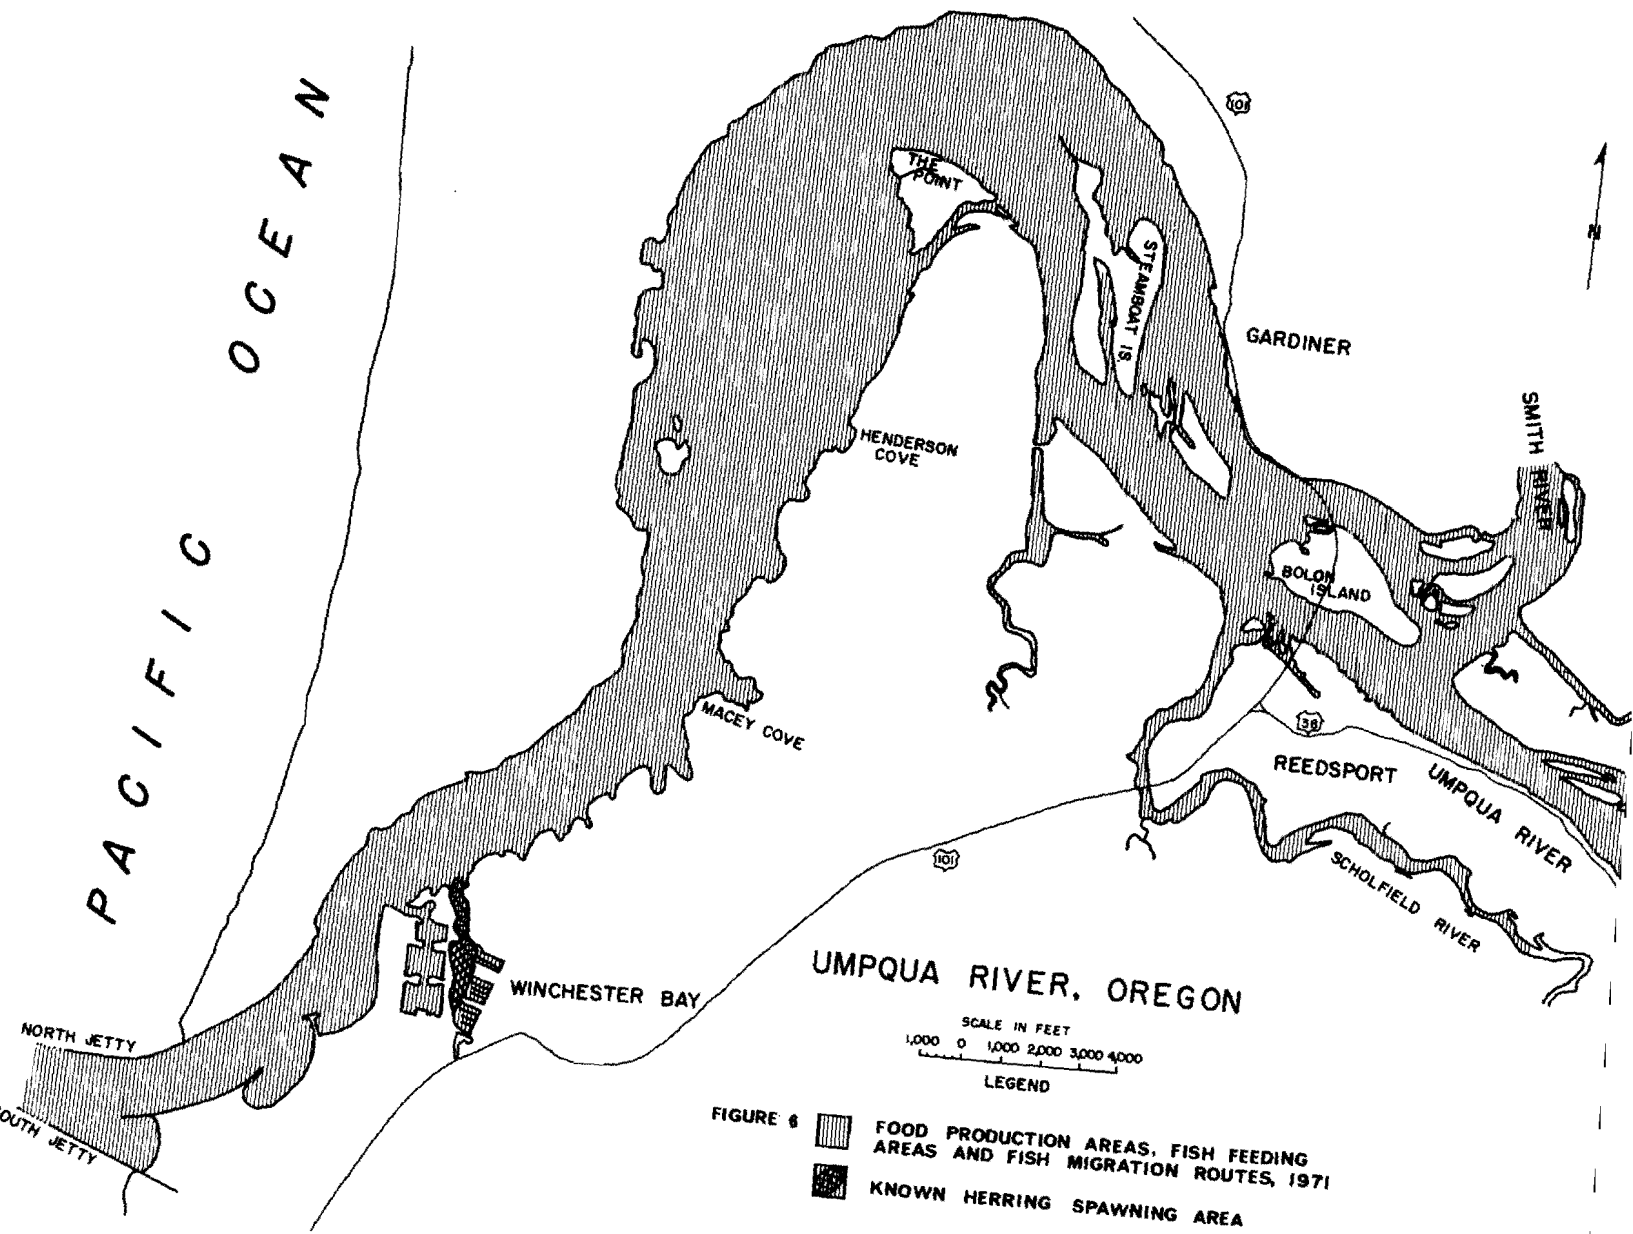 PACIFIC OCEAN
101
THE
POINT
STEAMBOAT IS.
N
GARDINER
HENDERSON
COVE
SMITH RIVER
BOLON
ISLAND
MACEY COVE
38
REEDSPORT
UMPQUA RIVER
101
SCHOLFIELD RIVER
WINCHESTER BAY
NORTH JETTY
SOUTH JETTY
UMPQUA RIVER, OREGON
SCALE IN FEET
1,000 0 1,000 2,000 3,000 4,000
LEGEND
FIGURE 6
FOOD PRODUCTION AREAS, FISH FEEDING
AREAS AND FISH MIGRATION ROUTES, 1971
KNOWN HERRING SPAWNING AREA